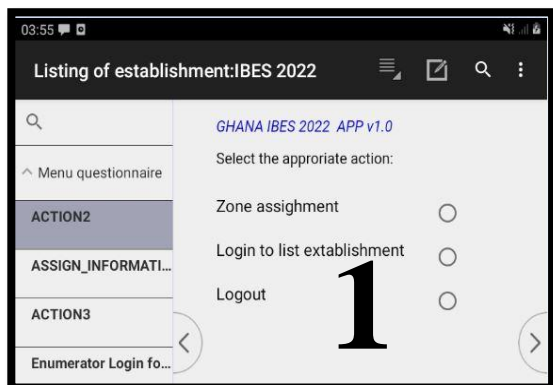 03:55
Listing of establishment:IBES 2022
Menu questionnaire
ACTION2
ASSIGN_INFORMATI...
ACTION3
Enumerator Login fo...
GHANA IBES 2022 APP v1.0
Select the approriate action:
Zone assighment
Login to list extablishment
Logout
1